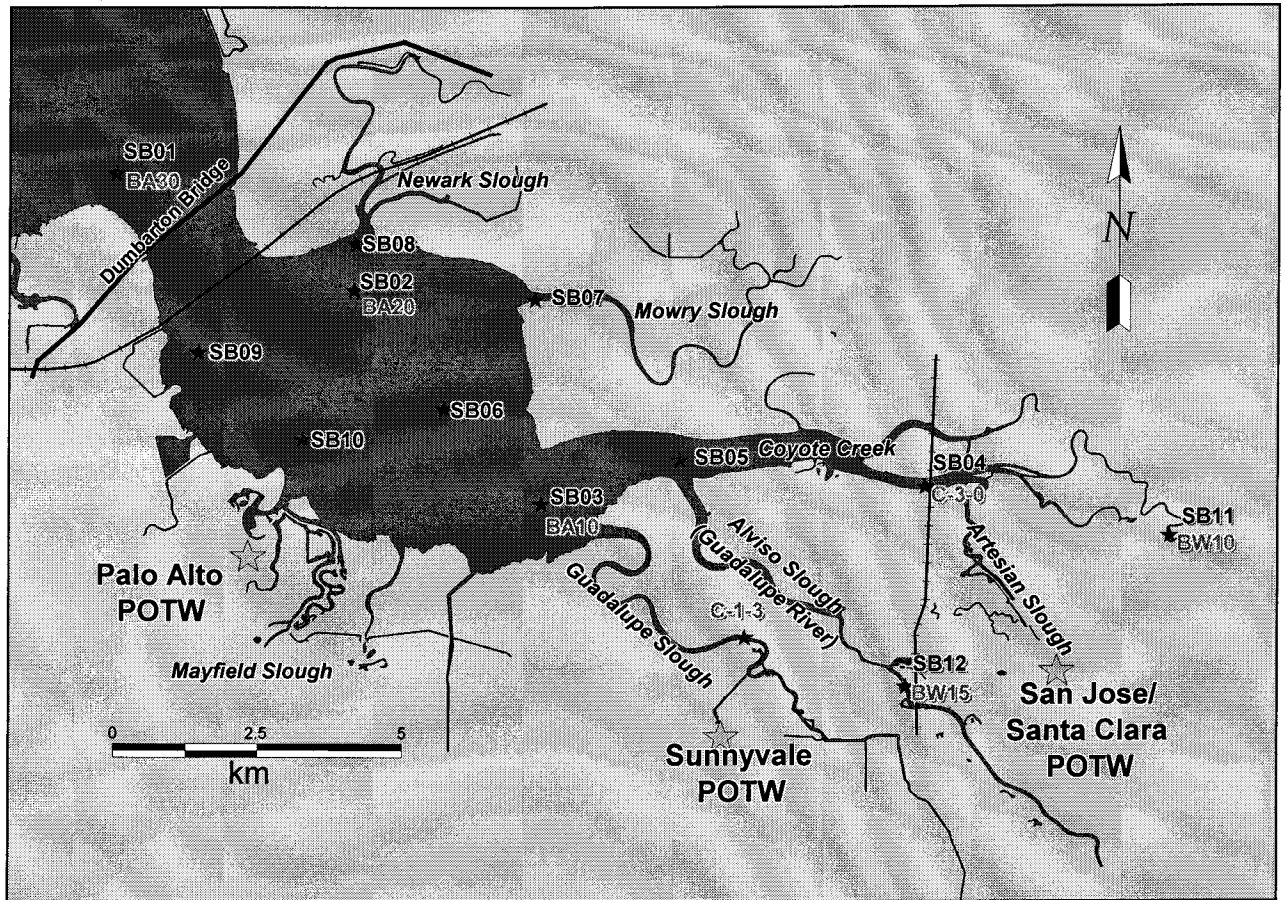 SB01
BA30
Dumbarton Bridge
Newark Slough
SB08
SB02
BA20
SB07
Mowry Slough
N
SB09
SB06
SB10
SB05
Coyote Creek
SB04
C-3-0
SB03
BA10
SB11
BW10
Palo Alto
POTW
Mayfield Slough
Guadalupe Slough
C-1-3
Alviso Slough
(Guadalupe River)
Artesian Slough
SB12
BW15
San Jose/
Santa Clara
POTW
Sunnyvale
POTW
0 2.5 5
km